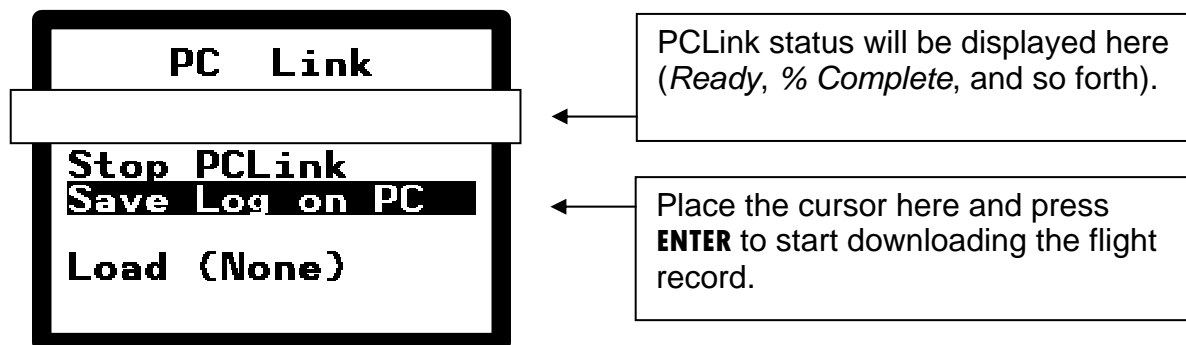 PC Link
PCLink status will be displayed here
(Ready, % Complete, and so forth).
Stop PCLink
Save Log on PC
Load (None)
Place the cursor here and press
ENTER to start downloading the flight
record.